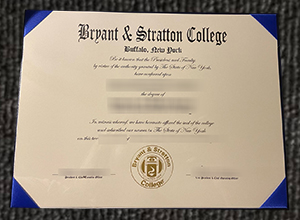 Bryant & Stratton College
Buffalo, New York
Be it known that the President and Faculty
by virtue of the authority granted by The State of New York,
have conferred upon
the degree of
In witness whereof, we have hereunto affixed the seal of the college
and subscribed our names in The State of New York
on this
Bryant & Stratton
College